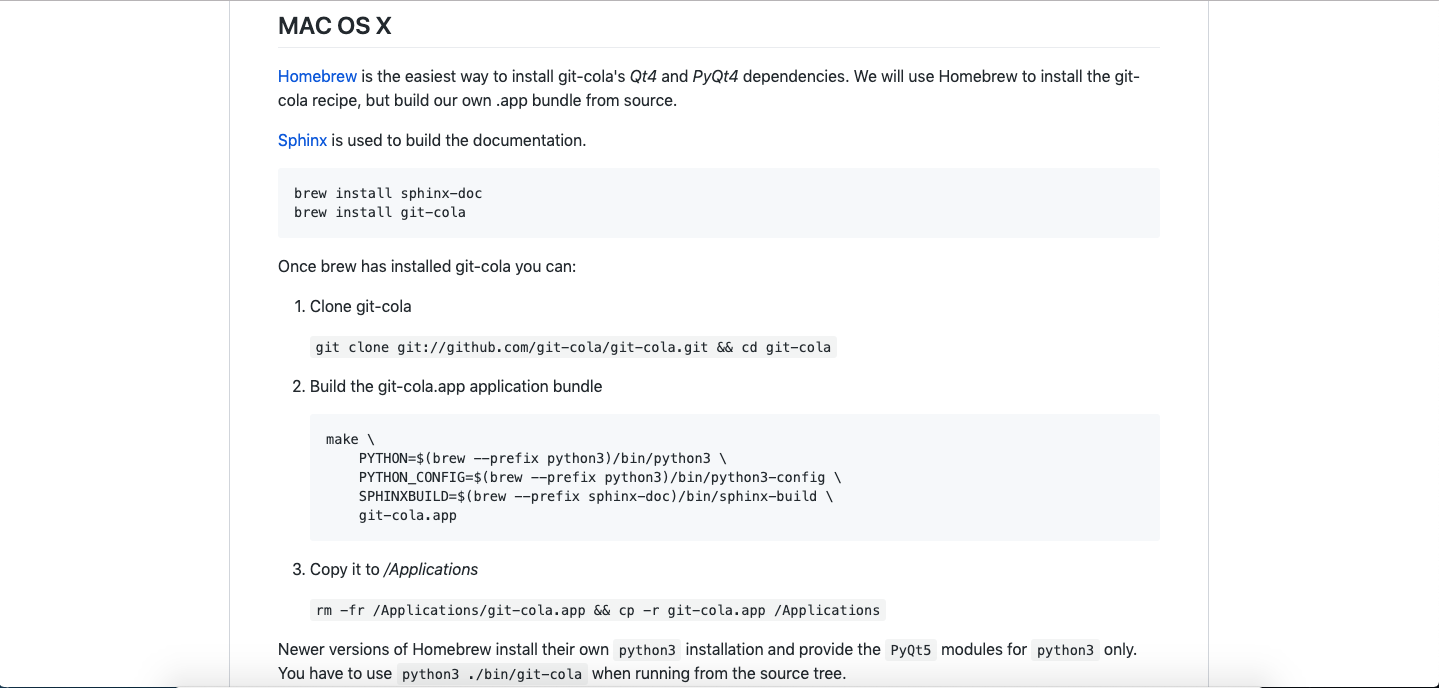 MAC OS X
Homebrew is the easiest way to install git-cola's Qt4 and PyQt4 dependencies. We will use Homebrew to install the git-
cola recipe, but build our own .app bundle from source.
Sphinx is used to build the documentation.
brew install sphinx-doc
brew install git-cola
Once brew has installed git-cola you can:
1. Clone git-cola
git clone git://github.com/git-cola/git-cola.git && cd git-cola
2. Build the git-cola.app application bundle
make \
    PYTHON=$(brew --prefix python3)/bin/python3 \
    PYTHON_CONFIG=$(brew --prefix python3)/bin/python3-config \
    SPHINXBUILD=$(brew --prefix sphinx-doc)/bin/sphinx-build \
    git-cola.app
3. Copy it to /Applications
rm -fr /Applications/git-cola.app && cp -r git-cola.app /Applications
Newer versions of Homebrew install their own python3 installation and provide the PyQt5 modules for python3 only.
You have to use python3 ./bin/git-cola when running from the source tree.